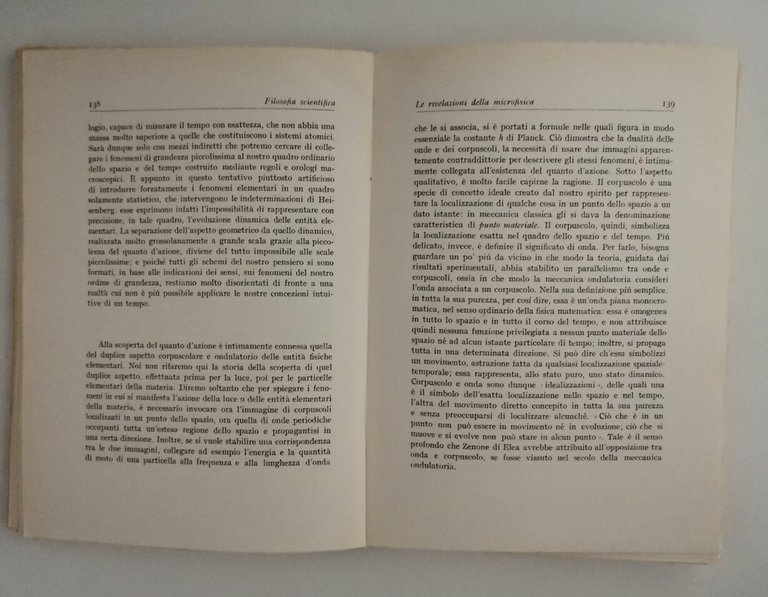 138
Filosofia scientifica
logio, capace di misurare il tempo con esattezza, che non abbia una
massa molto superiore a quelle che costituiscono i sistemi atomici.
Sarà dunque solo con mezzi indiretti che potremo cercare di colle-
gare i fenomeni di grandezza piccolissima al nostro quadro ordinario
dello spazio e del tempo costruito mediante regoli e orologi ma-
croscopici. È appunto in questo tentativo piuttosto artificioso
di introdurre forzatamente i fenomeni elementari in un quadro
solamente statistico, che intervengono le indeterminazioni di Hei-
senberg: esse esprimono infatti l'impossibilità di rappresentare con
precisione, in tale quadro, l'evoluzione dinamica delle entità ele-
mentari. La separazione dell'aspetto geometrico da quello dinamico,
realizzata molto grossolanamente a grande scala grazie alla picco-
lezza del quanto d'azione, diviene del tutto impossibile alle scale
piccolissime; e poiché tutti gli schemi del nostro pensiero si sono
formati, in base alle indicazioni dei sensi, sui fenomeni del nostro
ordine di grandezza, restiamo disorientati di fronte a una
realtà cui non è piú possibile applicare le nostre concezioni intui-
tive di un tempo.
Alla scoperta del quanto d'azione è intimamente connessa quella
del duplice aspetto corpuscolare e ondulatorio delle entità fisiche
elementari. Noi non rifaremo qui la storia della scoperta di quel
duplice aspetto, effettuata prima per la luce, poi per le particelle
elementari della materia. Diremo soltanto che per spiegare i feno-
meni in cui si manifesta l'azione della luce o delle entità elementari
della materia, è necessario invocare ora l'immagine di corpuscoli
localizzati in un punto dello spazio, ora quella di onde periodiche
occupanti tutta un'estesa regione dello spazio e propagantisi in
una certa direzione. Inoltre, se si vuole stabilire una corrispondenza
tra le due immagini, collegare ad esempio l'energia e la quantità
di moto di una particella alla frequenza e alla lunghezza d'onda
Le rivelazioni della microfisica
139
che le si associa, si è portati a formule nelle quali figura in modo
essenziale la costante h di Planck. Ciò dimostra che la dualità delle
onde e dei corpuscoli, la necessità di usare due immagini apparen-
temente contraddittorie per descrivere gli stessi fenomeni, è intima-
mente collegata all'esistenza del quanto d'azione. Sotto l'aspetto
qualitativo, è molto facile capirne la ragione. Il corpuscolo è una
specie di concetto ideale creato dal nostro spirito per rappresen-
tare la localizzazione di qualche cosa in un punto dello spazio a un
dato istante: in meccanica classica gli si dava la denominazione
caratteristica di punto materiale. Il corpuscolo, quindi, simbolizza la
localizzazione esatta nel quadro dello spazio e del tempo. Piú
delicato, invece, è definire il significato di onda. Per farlo, bisogna
guardare un po' piú da vicino in che modo la teoria, guidata dai
risultati sperimentali, abbia stabilito un parallelismo tra onde e
corpuscoli, ossia in che modo la meccanica ondulatoria consideri
l'onda associata a un corpuscolo. Nella sua definizione piú semplice,
in tutta la sua purezza, per cosí dire, essa è un'onda piana monocro-
matica, nel senso ordinario della fisica matematica: essa è omogenea
in tutto lo spazio e in tutto il corso del tempo, e non attribuisce
quindi nessuna funzione privilegiata a nessun punto materiale dello
spazio né ad alcun istante particolare di tempo; inoltre, si propaga
tutta in una determinata direzione. Si può dire ch'essa simbolizzi
un movimento, astrazione fatta da qualsiasi localizzazione spaziale-
temporale; essa rappresenta, allo stato puro, uno stato dinamico.
Corpuscolo e onda sono dunque « idealizzazioni », delle quali una
è il simbolo dell'esatta localizzazione nello spazio e nel tempo,
l'altra del movimento diretto concepito in tutta la sua purezza
e senza preoccuparsi di localizzare alcunché. « Ciò che è in un
punto non può essere in movimento né in evoluzione, ciò che si
muove e si evolve non può stare in alcun punto ». Tale è il senso
profondo che Zenone di Elea avrebbe attribuito all'opposizione tra
onda e corpuscolo, se fosse vissuto nel secolo della meccanica
ondulatoria.